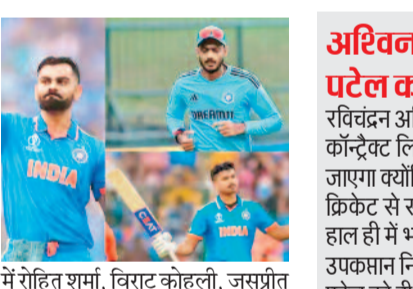 DREAM11
INDIA
INDIA
CEAT
में रोहित शर्मा, विराट कोहली, जसप्रीत
अश्विन
पटेल क
रविचंद्रन अ
कॉन्ट्रैक्ट लि
जाएगा क्योंि
क्रिकेट से स
हाल ही में भ
उपकप्तान नि